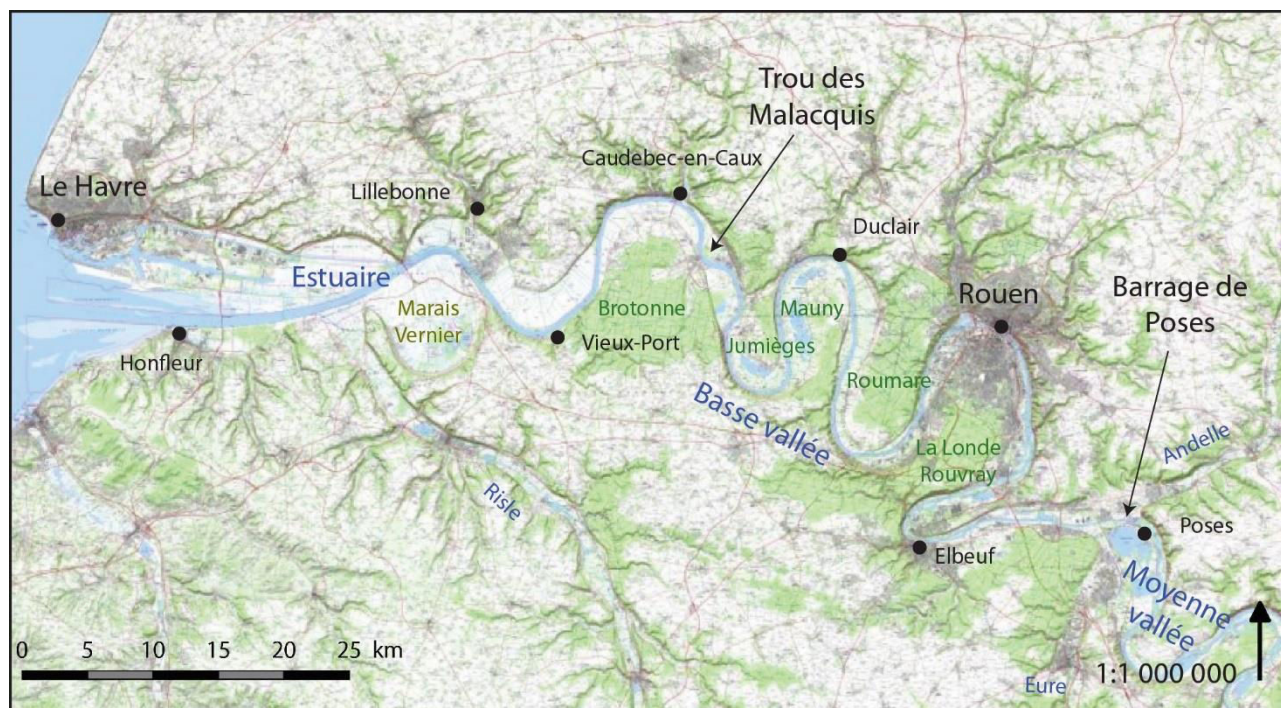 Trou des
Malacquis
Caudebec-en-Caux
Le Havre
Lillebonne
Duclair
Estuaire
Marais
Vernier
Brotonne
Mauny
Rouen
Barrage de
Poses
Honfleur
Vieux-Port
Jumièges
Roumare
Basse vallée
La Londe
Rouvray
Andelle
Risle
Poses
Elbeuf
Moyenne
vallée
0 5 10 15 20 25 km
1:1 000 000
Eure